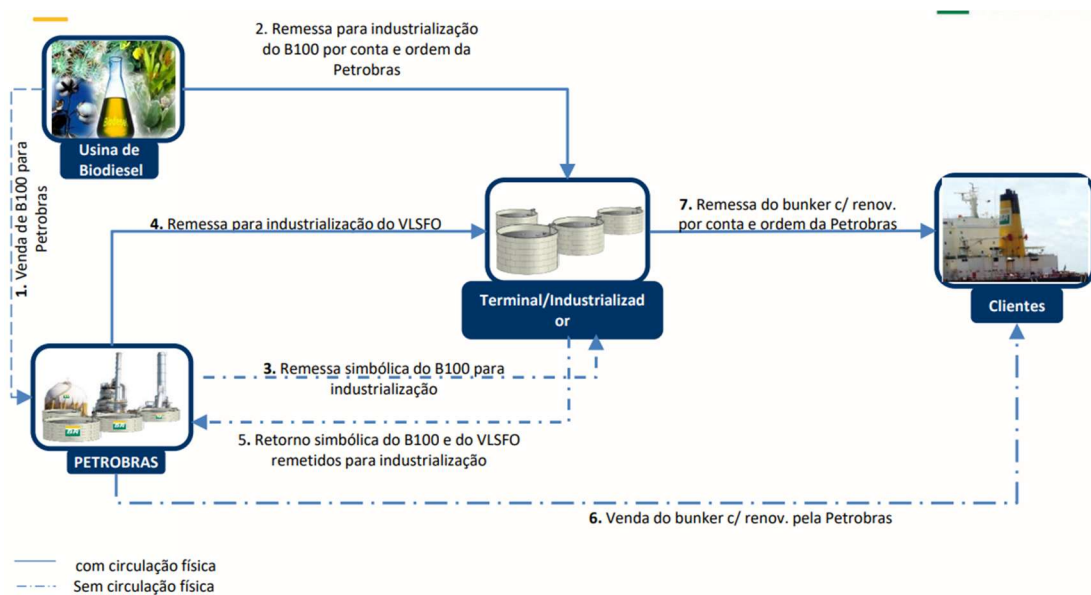 2. Remessa para industrialização
do B100 por conta e ordem da
Petrobras
Usina de
Biodiesel
1. Venda de B100 para
Petrobras
4. Remessa para industrialização do VLSFO
7. Remessa do bunker c/ renov.
por conta e ordem da Petrobras
Terminal/Industrializad
or
Clientes
3. Remessa simbólica do B100 para
industrialização
5. Retorno simbólica do B100 e do VLSFO
remetidos para industrialização
PETROBRAS
6. Venda do bunker c/ renov. pela Petrobras
com circulação física
Sem circulação física